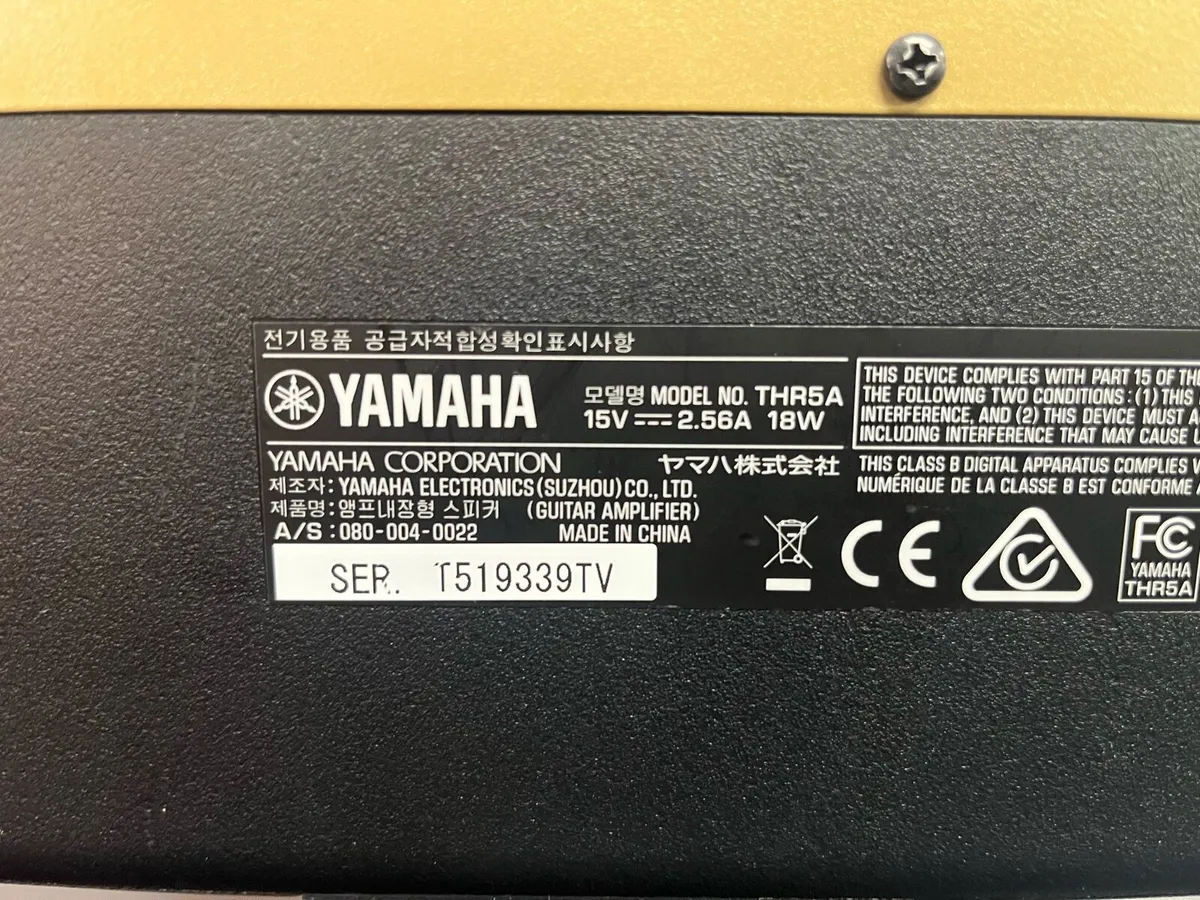 전기용품 공급자적합성확인표시사항
YAMAHA
모델명 MODEL NO. THR5A
15V 2.56A 18W
YAMAHA CORPORATION ヤマハ株式会社
제조자: YAMAHA ELECTRONICS (SUZHOU) CO., LTD.
제품명: 앰프내장형 스피커 (GUITAR AMPLIFIER)
A/S : 080-004-0022 MADE IN CHINA
SER. T519339TV
THIS DEVICE COMPLIES WITH PART 15 OF THE
THE FOLLOWING TWO CONDITIONS : (1) THIS
INTERFERENCE, AND (2) THIS DEVICE MUST
INCLUDING INTERFERENCE THAT MAY CAUSE
THIS CLASS B DIGITAL APPARATUS COMPLIES
NUMÉRIQUE DE LA CLASSE B EST CONFORME
CE
FC
YAMAHA
THR5A